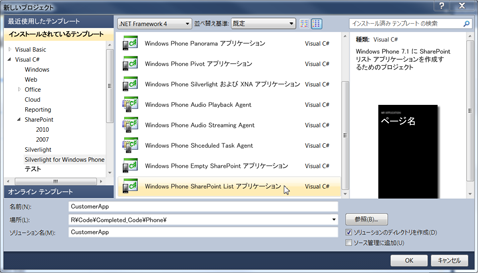 新しいプロジェクト
最近使用したテンプレート
インストールされているテンプレート
Visual Basic
Visual C#
Windows
Web
Office
Cloud
Reporting
SharePoint
2010
2007
Silverlight
Silverlight for Windows Phone
テスト
オンライン テンプレート
.NET Framework 4
並べ替え基準:
既定
インストール済み テンプレート の検索
Windows Phone Panorama アプリケーション Visual C#
Windows Phone Pivot アプリケーション Visual C#
Windows Phone Silverlight および XNA アプリケーション Visual C#
Windows Phone Audio Playback Agent Visual C#
Windows Phone Audio Streaming Agent Visual C#
Windows Phone Shceduled Task Agent Visual C#
Windows Phone Empty SharePoint アプリケーション Visual C#
Windows Phone SharePoint List アプリケーション Visual C#
種類: Visual C#
Windows Phone 7.1 に SharePoint
リスト アプリケーションを作成す
るためのプロジェクト
ページ名
名前(N): CustomerApp
場所(L): R¥Code¥Completed_Code¥Phone¥
ソリューション名(M): CustomerApp
参照(B)...
ソリューションのディレクトリを作成(D)
ソース管理に追加(U)
OK
キャンセル